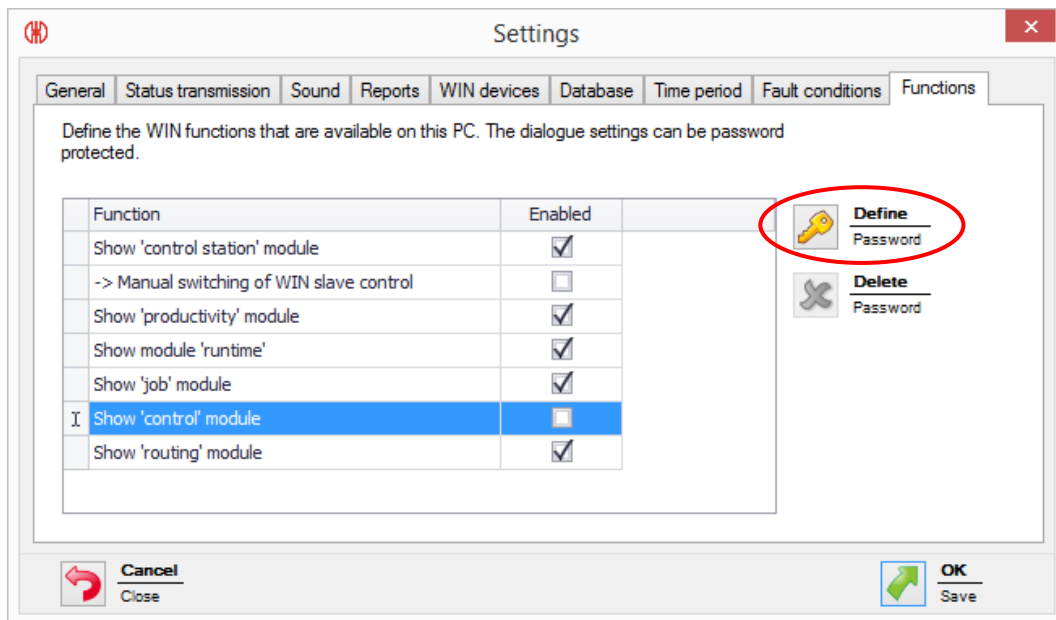 Settings
General Status transmission Sound Reports WIN devices Database Time period Fault conditions Functions
Define the WIN functions that are available on this PC. The dialogue settings can be password
protected.
Function Enabled
Show 'control station' module
-> Manual switching of WIN slave control
Show 'productivity' module
Show module 'runtime'
Show 'job' module
Show 'control' module
Show 'routing' module
Define
Password
Delete
Password
Cancel
Close
OK
Save